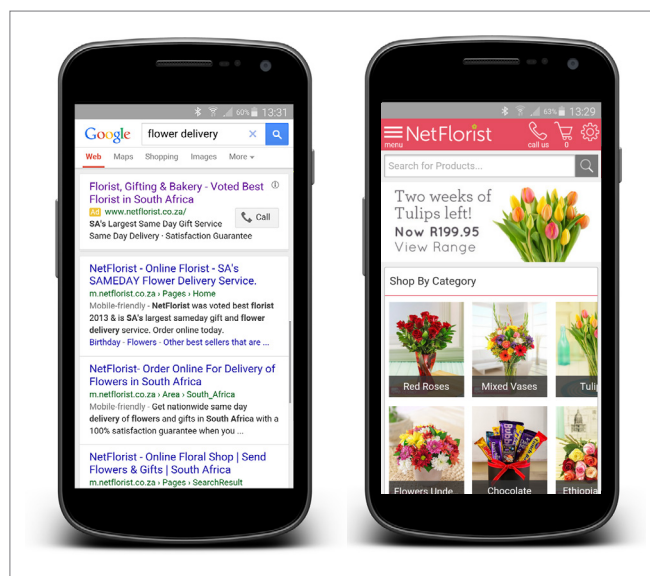 60% 13:31
Google flower delivery
Web Maps Shopping Images More
Florist, Gifting & Bakery - Voted Best
Florist in South Africa
Ad www.netflorist.co.za/
SA's Largest Same Day Gift Service
Same Day Delivery · Satisfaction Guarantee
Call
NetFlorist - Online Florist - SA's
SAMEDAY Flower Delivery Service.
m.netflorist.co.za › Pages › Home
Mobile-friendly - NetFlorist was voted best florist
2013 & is SA's largest sameday gift and flower
delivery service. Order online today.
Birthday - Flowers - Other best sellers that are ...
NetFlorist- Order Online For Delivery of
Flowers in South Africa
m.netflorist.co.za › Area › South_Africa
Mobile-friendly - Get nationwide same day
delivery of flowers and gifts in South Africa with a
100% satisfaction guarantee when you ...
NetFlorist - Online Floral Shop | Send
Flowers & Gifts | South Africa
m.netflorist.co.za › Pages › SearchResult
63% 13:29
menu
NetFlorist
call us
0
Search for Products...
Two weeks of
Tulips left!
Now R199.95
View Range
Shop By Category
Red Roses
Mixed Vases
Tulip
Flowers Unde
Chocolate
Ethiopia